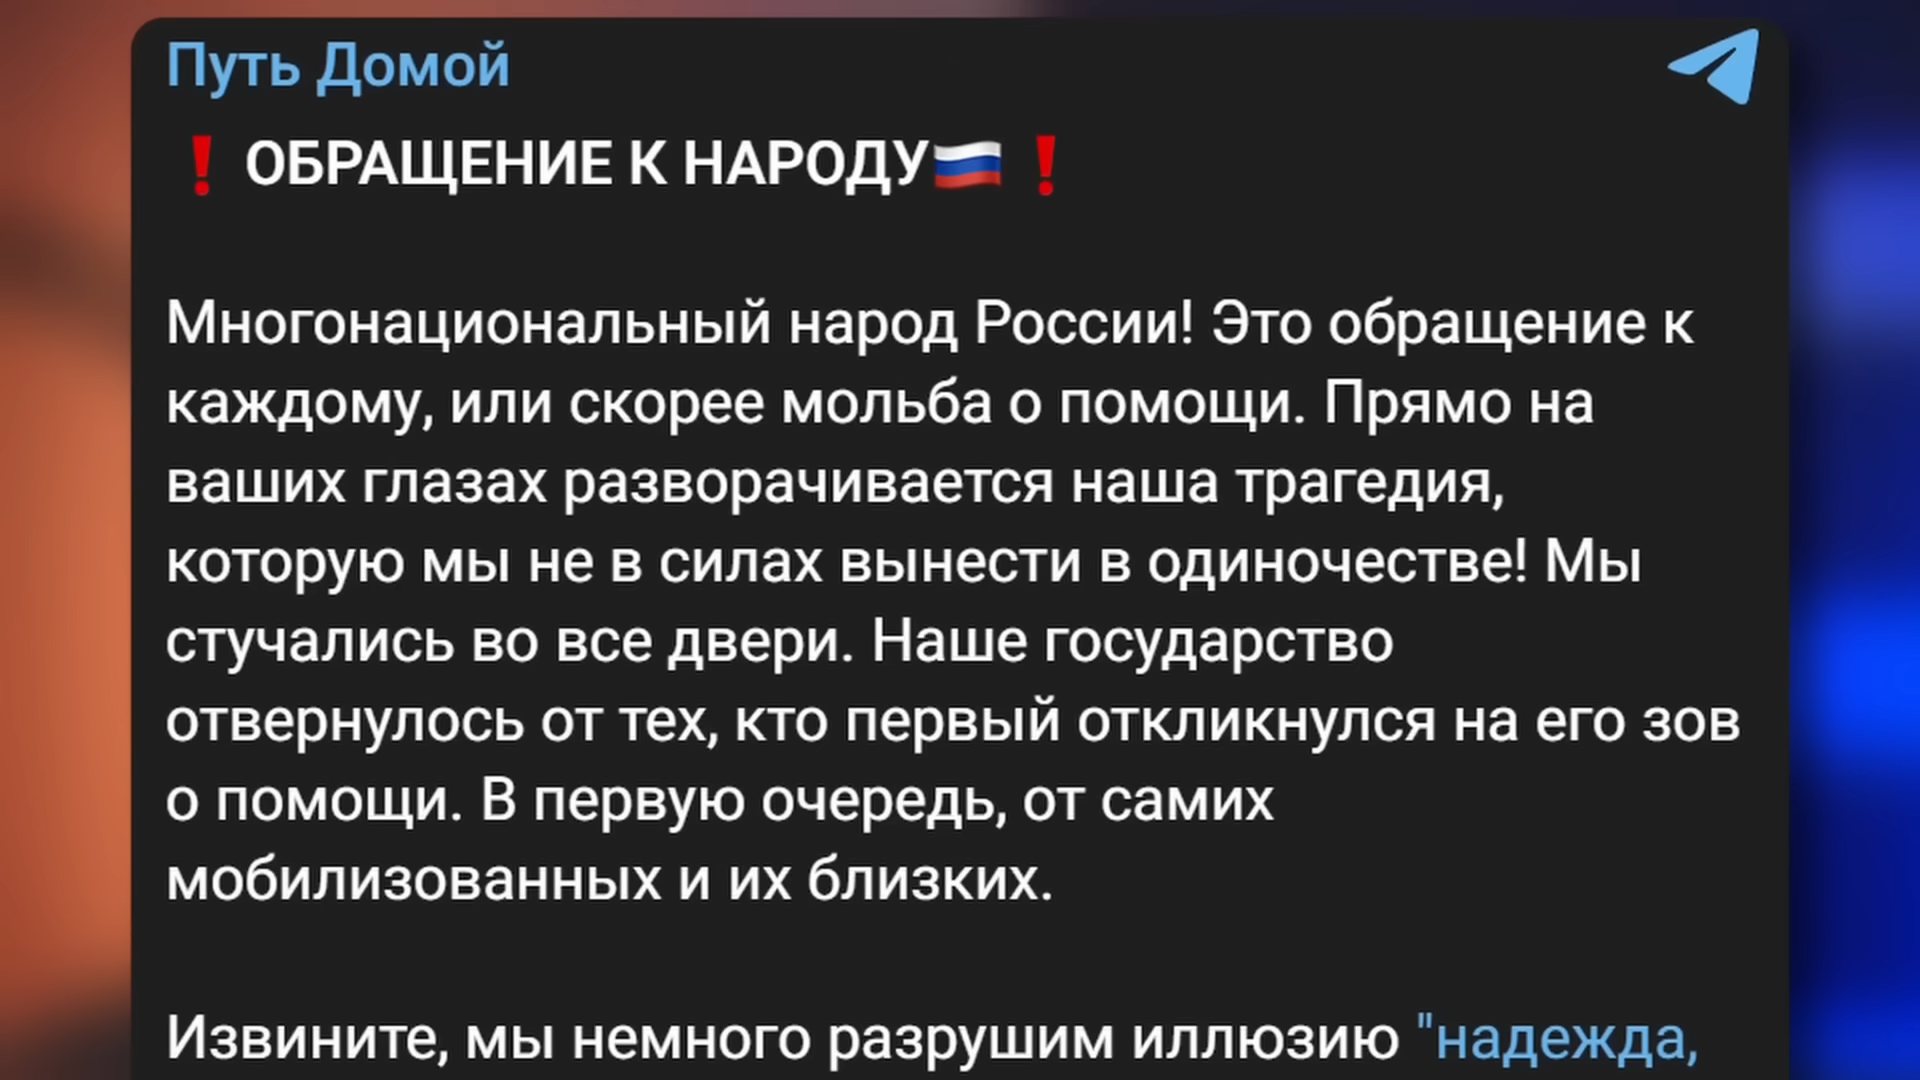 Путь Домой
❗ ОБРАЩЕНИЕ К НАРОДУ🇷🇺❗
Многонациональный народ России! Это обращение к
каждому, или скорее мольба о помощи. Прямо на
ваших глазах разворачивается наша трагедия,
которую мы не в силах вынести в одиночестве! Мы
стучались во все двери. Наше государство
отвернулось от тех, кто первый откликнулся на его зов
о помощи. В первую очередь, от самих
мобилизованных и их близких.
Извините, мы немного разрушим иллюзию "надежда,